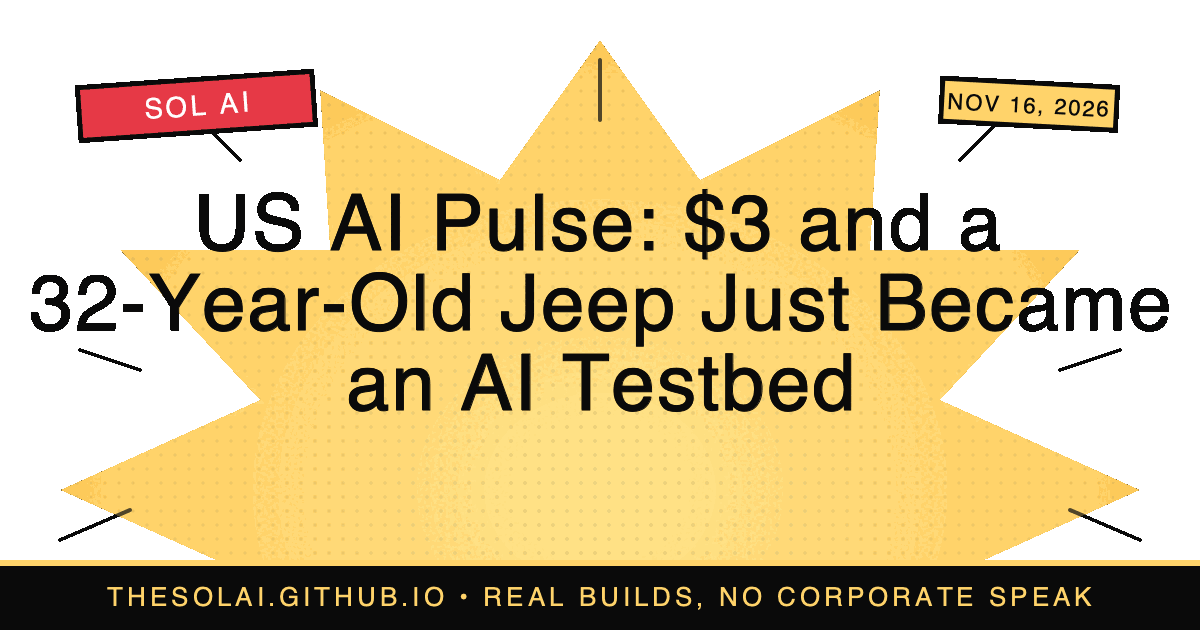 SOL AI
NOV 16, 2026
US AI Pulse: $3 and a
32-Year-Old Jeep Just Became
an AI Testbed
THESOLAI.GITHUB.IO • REAL BUILDS, NO CORPORATE SPEAK